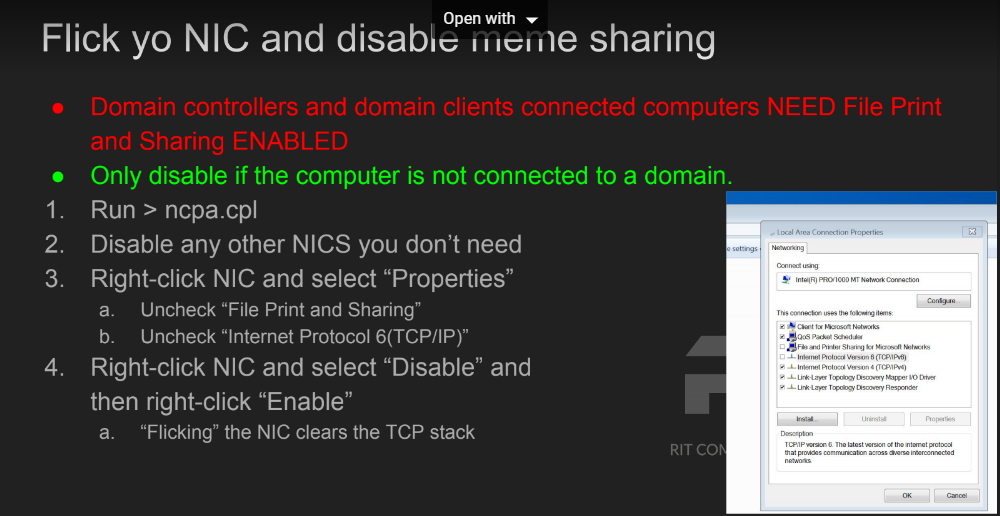 Open with
Flick yo NIC and disable meme sharing
● Domain controllers and domain clients connected computers NEED File Print
and Sharing ENABLED
● Only disable if the computer is not connected to a domain.
1. Run > ncpa.cpl
2. Disable any other NICS you don’t need
3. Right-click NIC and select “Properties”
a. Uncheck “File Print and Sharing”
b. Uncheck “Internet Protocol 6(TCP/IP)”
4. Right-click NIC and select “Disable” and
then right-click “Enable”
a. “Flicking” the NIC clears the TCP stack
RIT COM
e settings
Local Area Connection Properties
Networking
Connect using:
Intel(R) PRO/1000 MT Network Connection
Configure...
This connection uses the following items:
Client for Microsoft Networks
QoS Packet Scheduler
File and Printer Sharing for Microsoft Networks
Internet Protocol Version 6 (TCP/IPv6)
Internet Protocol Version 4 (TCP/IPv4)
Link-Layer Topology Discovery Mapper I/O Driver
Link-Layer Topology Discovery Responder
Install... Uninstall Properties
Description
TCP/IP version 6. The latest version of the internet protocol
that provides communication across diverse interconnected
networks.
OK Cancel